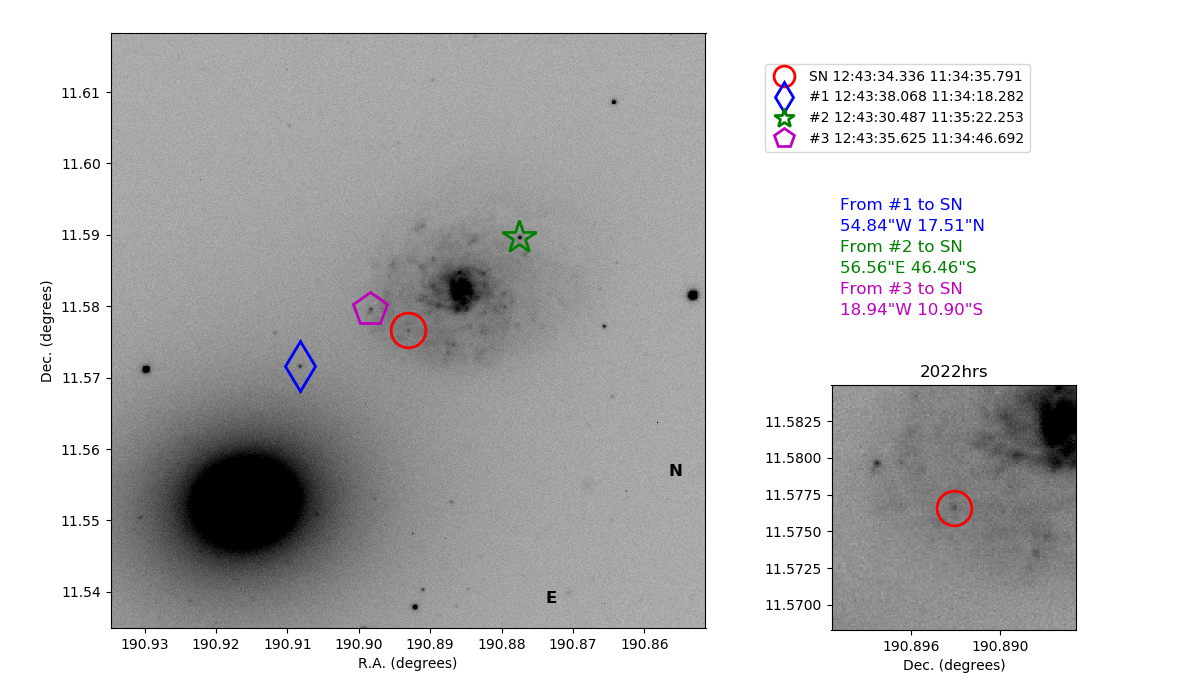 11.61
11.60
11.59
11.58
11.57
11.56
11.55
11.54
Dec. (degrees)
190.93 190.92 190.91 190.90 190.89 190.88 190.87 190.86
R.A. (degrees)
N
E
SN 12:43:34.336 11:34:35.791
#1 12:43:38.068 11:34:18.282
#2 12:43:30.487 11:35:22.253
#3 12:43:35.625 11:34:46.692
From #1 to SN
54.84"W 17.51"N
From #2 to SN
56.56"E 46.46"S
From #3 to SN
18.94"W 10.90"S
2022hrs
11.5825
11.5800
11.5775
11.5750
11.5725
11.5700
190.896 190.890
Dec. (degrees)